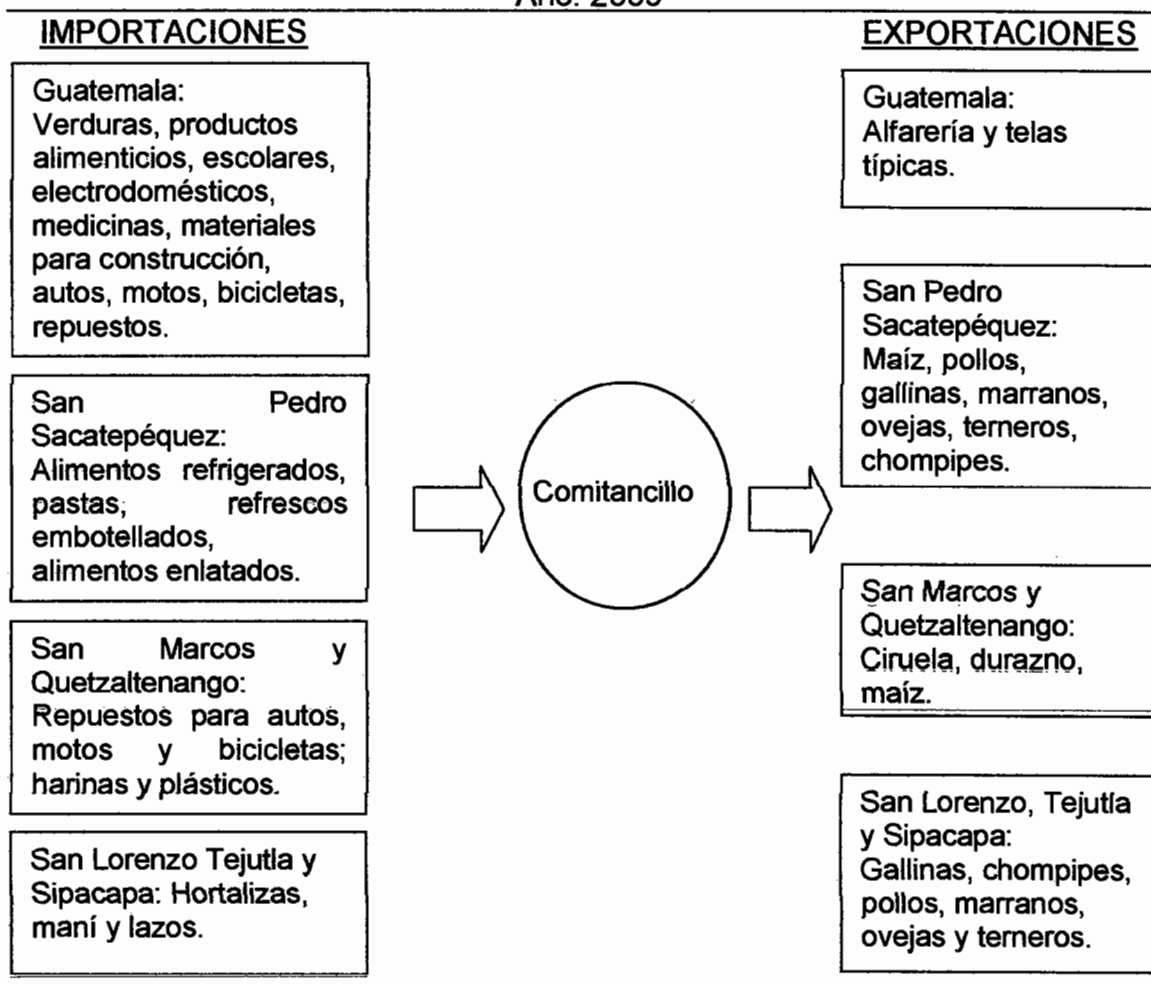 IMPORTACIONES
Guatemala:
Verduras, productos
alimenticios, escolares,
electrodomésticos,
medicinas, materiales
para construcción,
autos, motos, bicicletas,
repuestos.
San Pedro
Sacatepéquez:
Alimentos refrigerados,
pastas, refrescos
embotellados,
alimentos enlatados.
San Marcos y
Quetzaltenango:
Repuestos para autos,
motos y bicicletas;
harinas y plásticos.
San Lorenzo Tejutla y
Sipacapa: Hortalizas,
maní y lazos.
Comitancillo
EXPORTACIONES
Guatemala:
Alfarería y telas
típicas.
San Pedro
Sacatepéquez:
Maíz, pollos,
gallinas, marranos,
ovejas, terneros,
chompipes.
San Marcos y
Quetzaltenango:
Ciruela, durazno,
maíz.
San Lorenzo, Tejutla
y Sipacapa:
Gallinas, chompipes,
pollos, marranos,
ovejas y terneros.